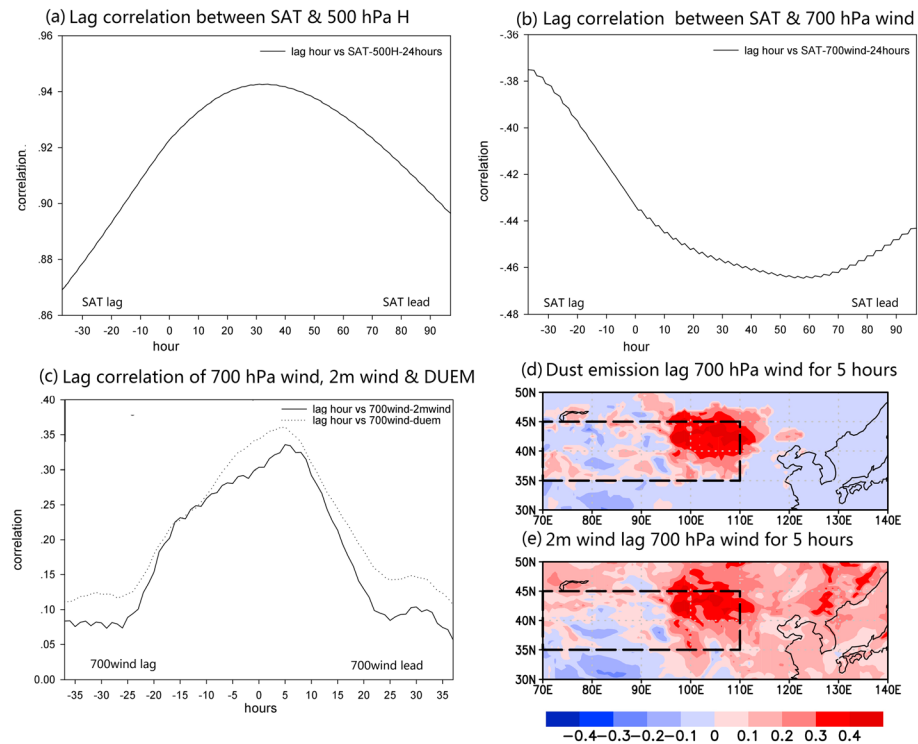 (a) Lag correlation between SAT & 500 hPa H
.96
.94
.92
.90
.88
.86
correlation
lag hour vs SAT-500H-24hours
SAT lag
SAT lead
-30 -20 -10 0 10 20 30 40 50 60 70 80 90
hour
(b) Lag correlation between SAT & 700 hPa wind
-.36
-.38
-.40
-.42
-.44
-.46
-.48
correlation
lag hour vs SAT-700wind-24hours
SAT lag
SAT lead
-30 -20 -10 0 10 20 30 40 50 60 70 80 90
hour
(c) Lag correlation of 700 hPa wind, 2m wind & DUEM
.40
.35
.30
.25
.20
.15
.10
.05
0.00
correlation
lag hour vs 700wind-2mwind
lag hour vs 700wind-duem
700wind lag
700wind lead
-35 -30 -25 -20 -15 -10 -5 0 5 10 15 20 25 30 35
hours
(d) Dust emission lag 700 hPa wind for 5 hours
50N
45N
40N
35N
30N
70E 80E 90E 100E 110E 120E 130E 140E
(e) 2m wind lag 700 hPa wind for 5 hours
50N
45N
40N
35N
30N
70E 80E 90E 100E 110E 120E 130E 140E
-0.4 -0.3 -0.2 -0.1 0 0.1 0.2 0.3 0.4